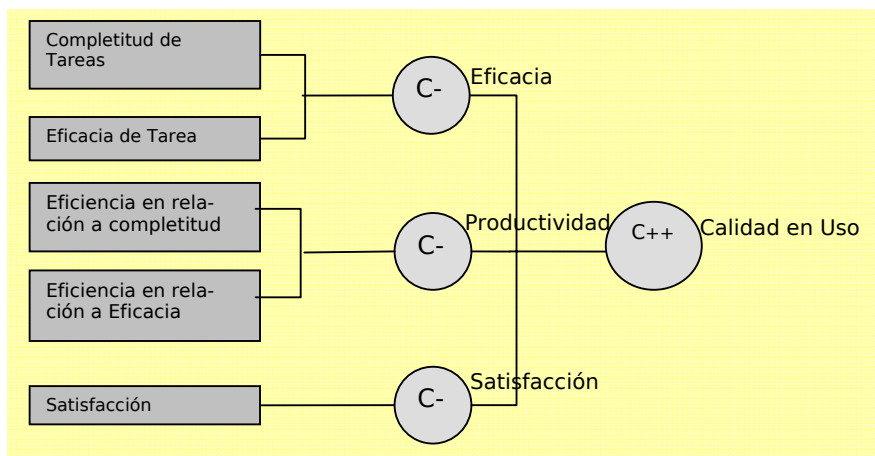 Completitud de
Tareas
C-
Eficacia
Eficacia de Tarea
Eficiencia en rela-
ción a completitud
C-
Productividad
C++
Calidad en Uso
Eficiencia en rela-
ción a Eficacia
Satisfacción
C-
Satisfacción